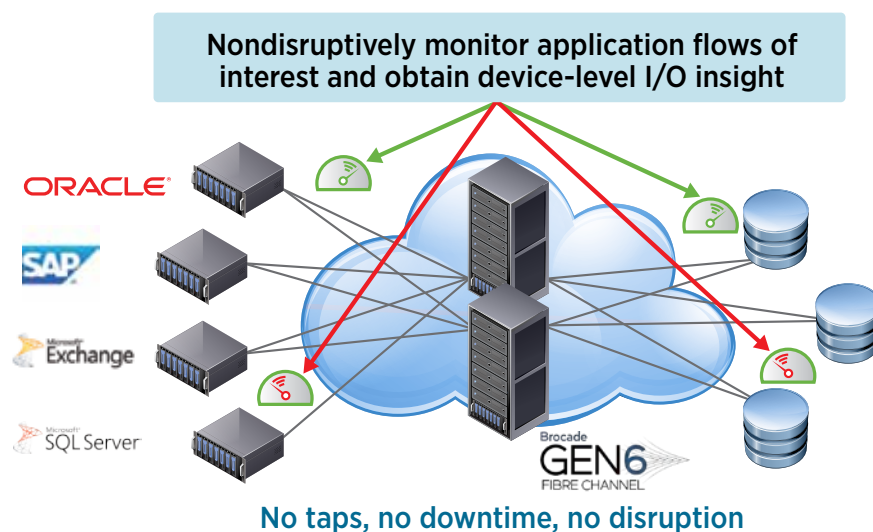 Nondisruptively monitor application flows of
interest and obtain device-level I/O insight
ORACLE®
SAP
Microsoft®
Exchange
Microsoft®
SQL Server®
Brocade
GEN6
FIBRE CHANNEL
No taps, no downtime, no disruption